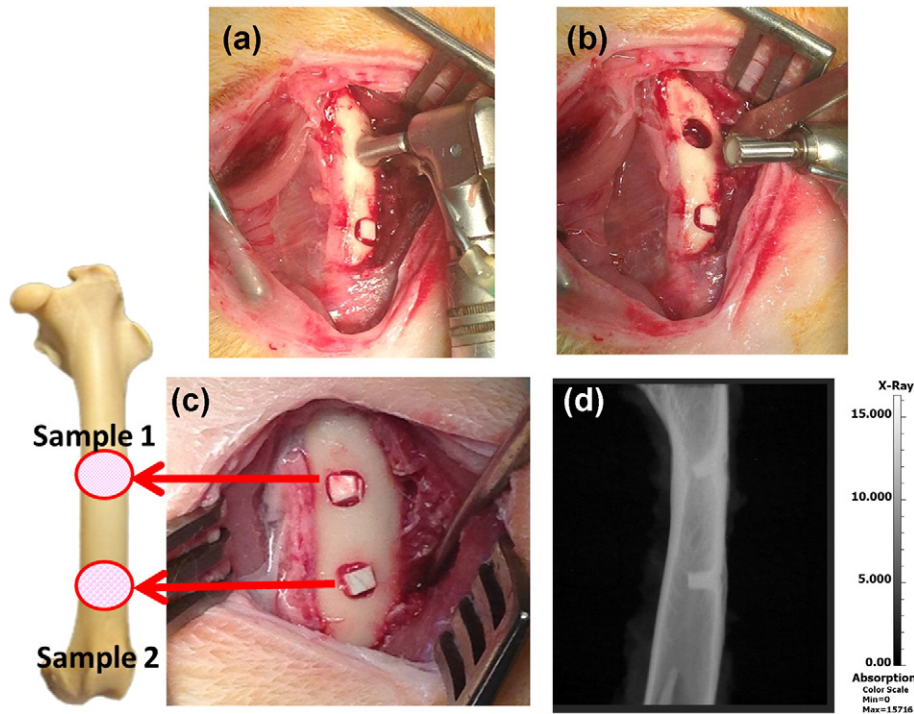 (a)
(b)
Sample 1
Sample 2
(c)
(d)
X-Ray
15.000
10.000
5.000
0.00
Absorption
Color Scale
Min=0
Max=15716